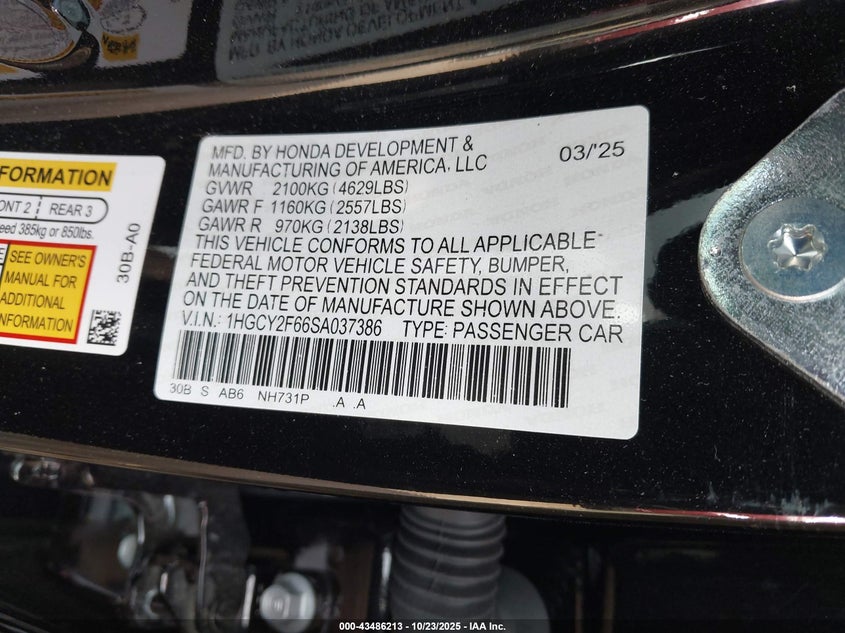 MFD. BY HONDA DEVELOPMENT &
MANUFACTURING OF AMERICA, LLC
03/'25
GVWR 2100KG (4629LBS)
GAWR F 1160KG (2557LBS)
GAWR R 970KG (2138LBS)
THIS VEHICLE CONFORMS TO ALL APPLICABLE
FEDERAL MOTOR VEHICLE SAFETY, BUMPER,
AND THEFT PREVENTION STANDARDS IN EFFECT
ON THE DATE OF MANUFACTURE SHOWN ABOVE.
V.I.N.: 1HGCY2F66SA037386 TYPE: PASSENGER CAR
30B S AB6 NH731P .A .A
FORMATION
ONT 2 REAR 3
eed 385kg or 850lbs.
SEE OWNER'S
MANUAL FOR
ADDITIONAL
INFORMATION
30B-A0
000-43486213 - 10/23/2025 - IAA Inc.